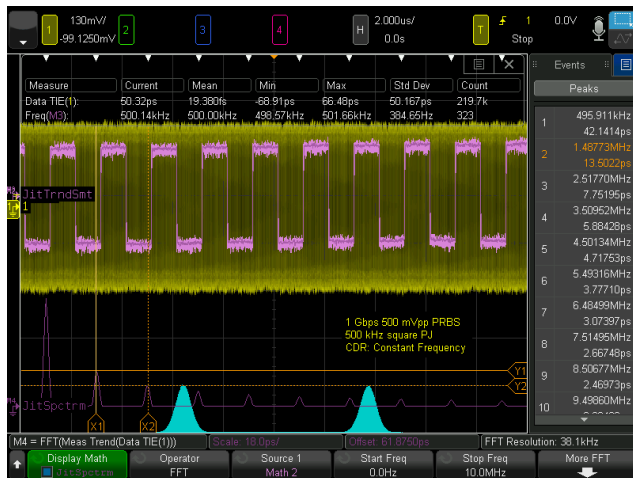 1 130mV/ -99.1250mV 2 3 4 H 2.000us/ 0.0s T 1 0.0V Stop
Measure Current Mean Min Max Std Dev Count
Data TIE(1): 50.32ps 19.380fs -68.91ps 66.48ps 50.167ps 219.7k
Freq(M3): 500.14kHz 500.00kHz 498.57kHz 501.66kHz 384.65Hz 323
JitTrndSmt
1
1 Gbps 500 mVpp PRBS
500 kHz square PJ
CDR: Constant Frequency
Y1
Y2
JitSpctrm
X1 X2
Events
Peaks
1 495.911kHz
42.1414ps
2 1.48773MHz
13.5022ps
3 2.51770MHz
7.75195ps
4 3.50952MHz
5.88428ps
5 4.50134MHz
4.71753ps
6 5.49316MHz
3.77710ps
7 6.48499MHz
3.07397ps
8 7.51495MHz
2.66748ps
9 8.50677MHz
2.46973ps
10 9.49860MHz
M4 = FFT(Meas Trend(Data TIE(1))) Scale: 18.0ps/ Offset: 61.8750ps FFT Resolution: 38.1kHz
Display Math Operator Source 1 Start Freq Stop Freq More FFT
JitSpctrm FFT Math 2 0.0Hz 10.0MHz